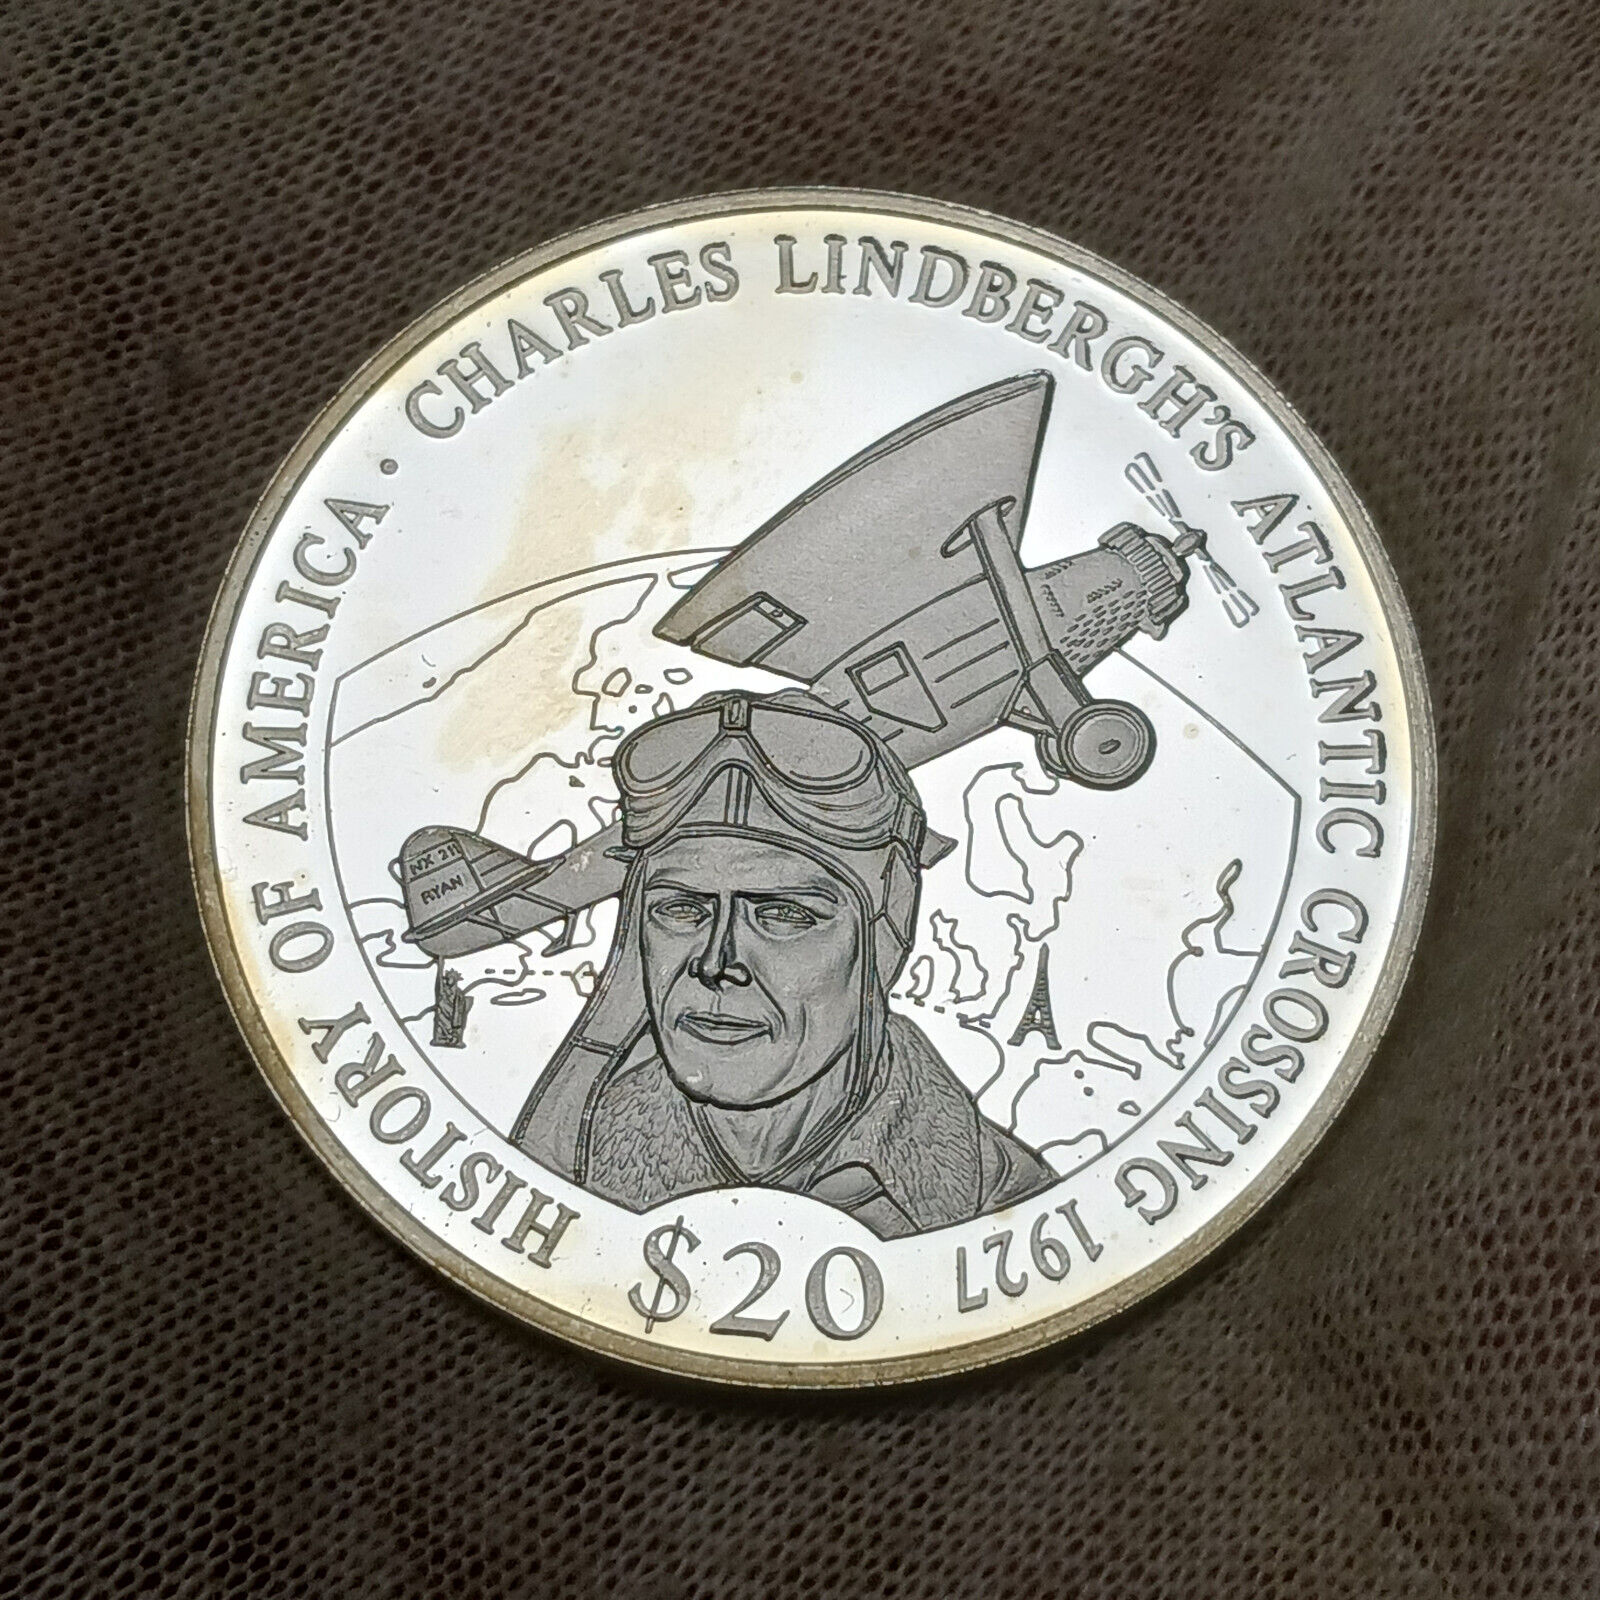 HISTORY OF AMERICA · CHARLES LINDBERGH'S ATLANTIC CROSSING 1927
NX 211
RYAN
$20